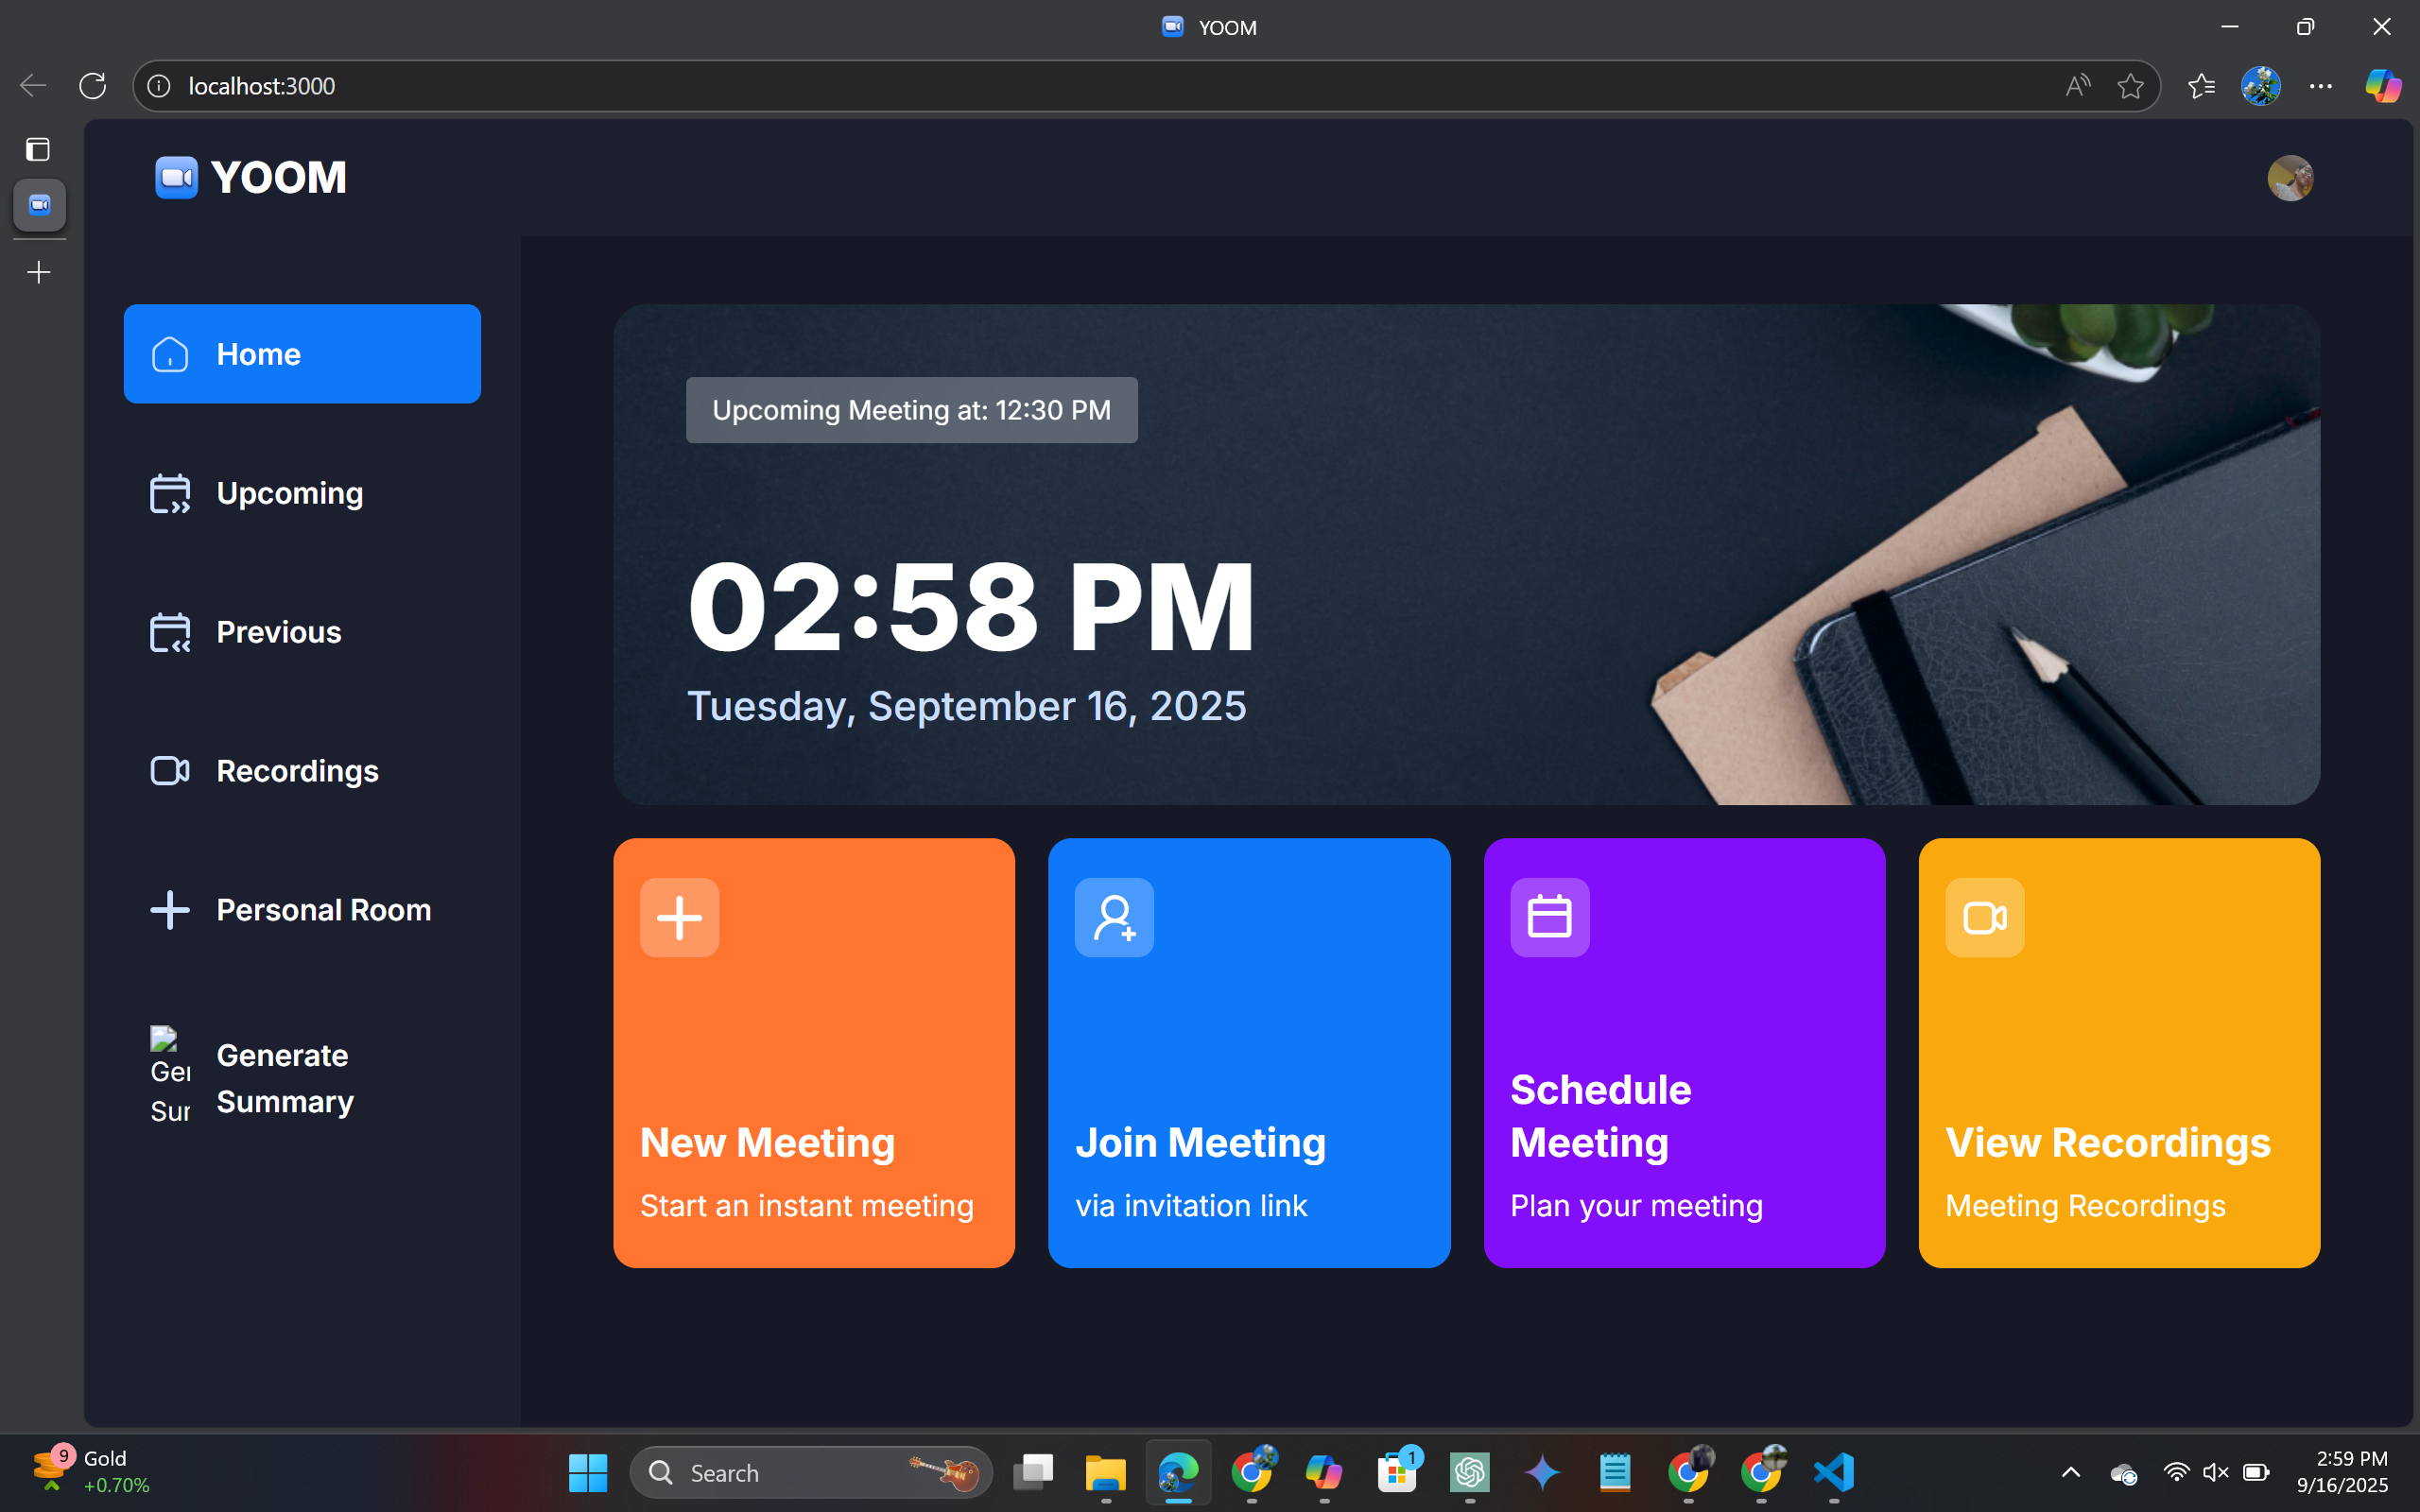 YOOM
localhost:3000
YOOM
Home
Upcoming
Previous
Recordings
Personal Room
Ger
Sur
Generate
Summary
Upcoming Meeting at: 12:30 PM
02:58 PM
Tuesday, September 16, 2025
New Meeting
Start an instant meeting
Join Meeting
via invitation link
Schedule
Meeting
Plan your meeting
View Recordings
Meeting Recordings
9
Gold
+0.70%
Search
1
2:59 PM
9/16/2025